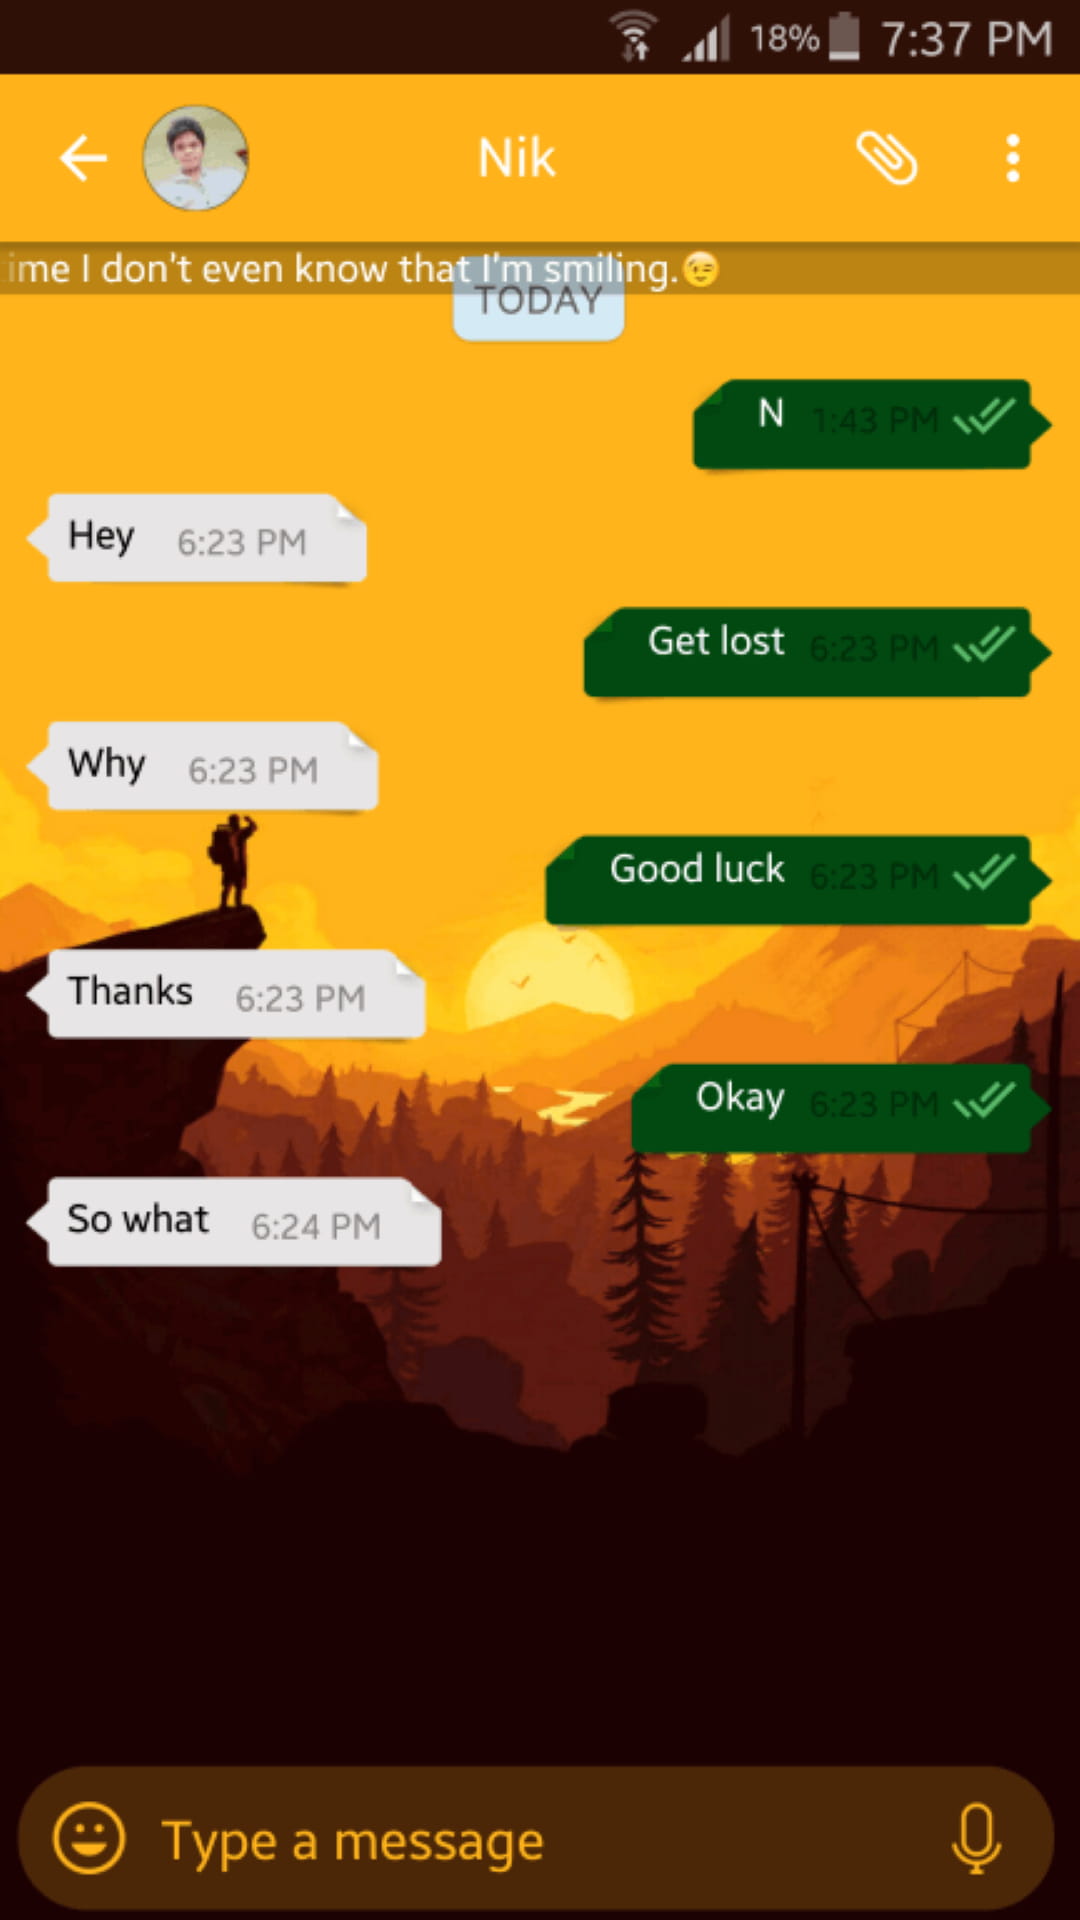 18% 7:37 PM
Nik
ime I don't even know that I'm smiling.😉
TODAY
N 1:43 PM
Hey 6:23 PM
Get lost 6:23 PM
Why 6:23 PM
Good luck 6:23 PM
Thanks 6:23 PM
Okay 6:23 PM
So what 6:24 PM
Type a message